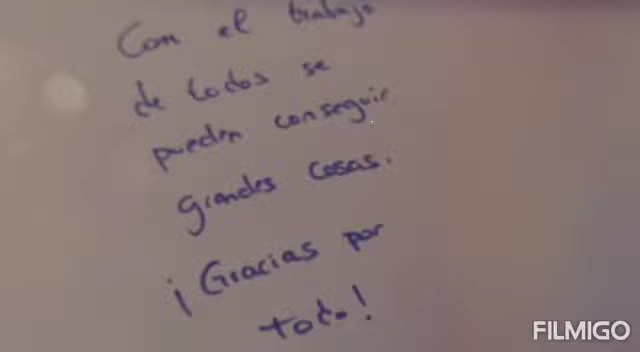 Con el trabajo
de todos se
pueden conseguir
grandes cosas.
¡Gracias por
todo!
FILMIGO